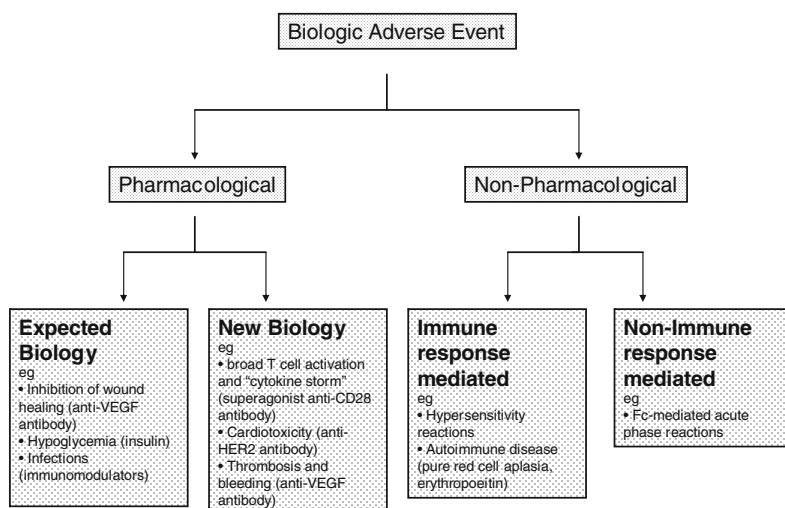 Biologic Adverse Event
Pharmacological
Non-Pharmacological
Expected
Biology
eg
• Inhibition of wound
healing (anti-VEGF
antibody)
• Hypoglycemia (insulin)
• Infections
(immunomodulators)
New Biology
eg
• broad T cell activation
and “cytokine storm”
(superagonist anti-CD28
antibody)
• Cardiotoxicity (anti-
HER2 antibody)
• Thrombosis and
bleeding (anti-VEGF
antibody)
Immune
response
mediated
eg
• Hypersensitivity
reactions
• Autoimmune disease
(pure red cell aplasia,
erythropoeitin)
Non-Immune
response
mediated
eg
• Fc-mediated acute
phase reactions